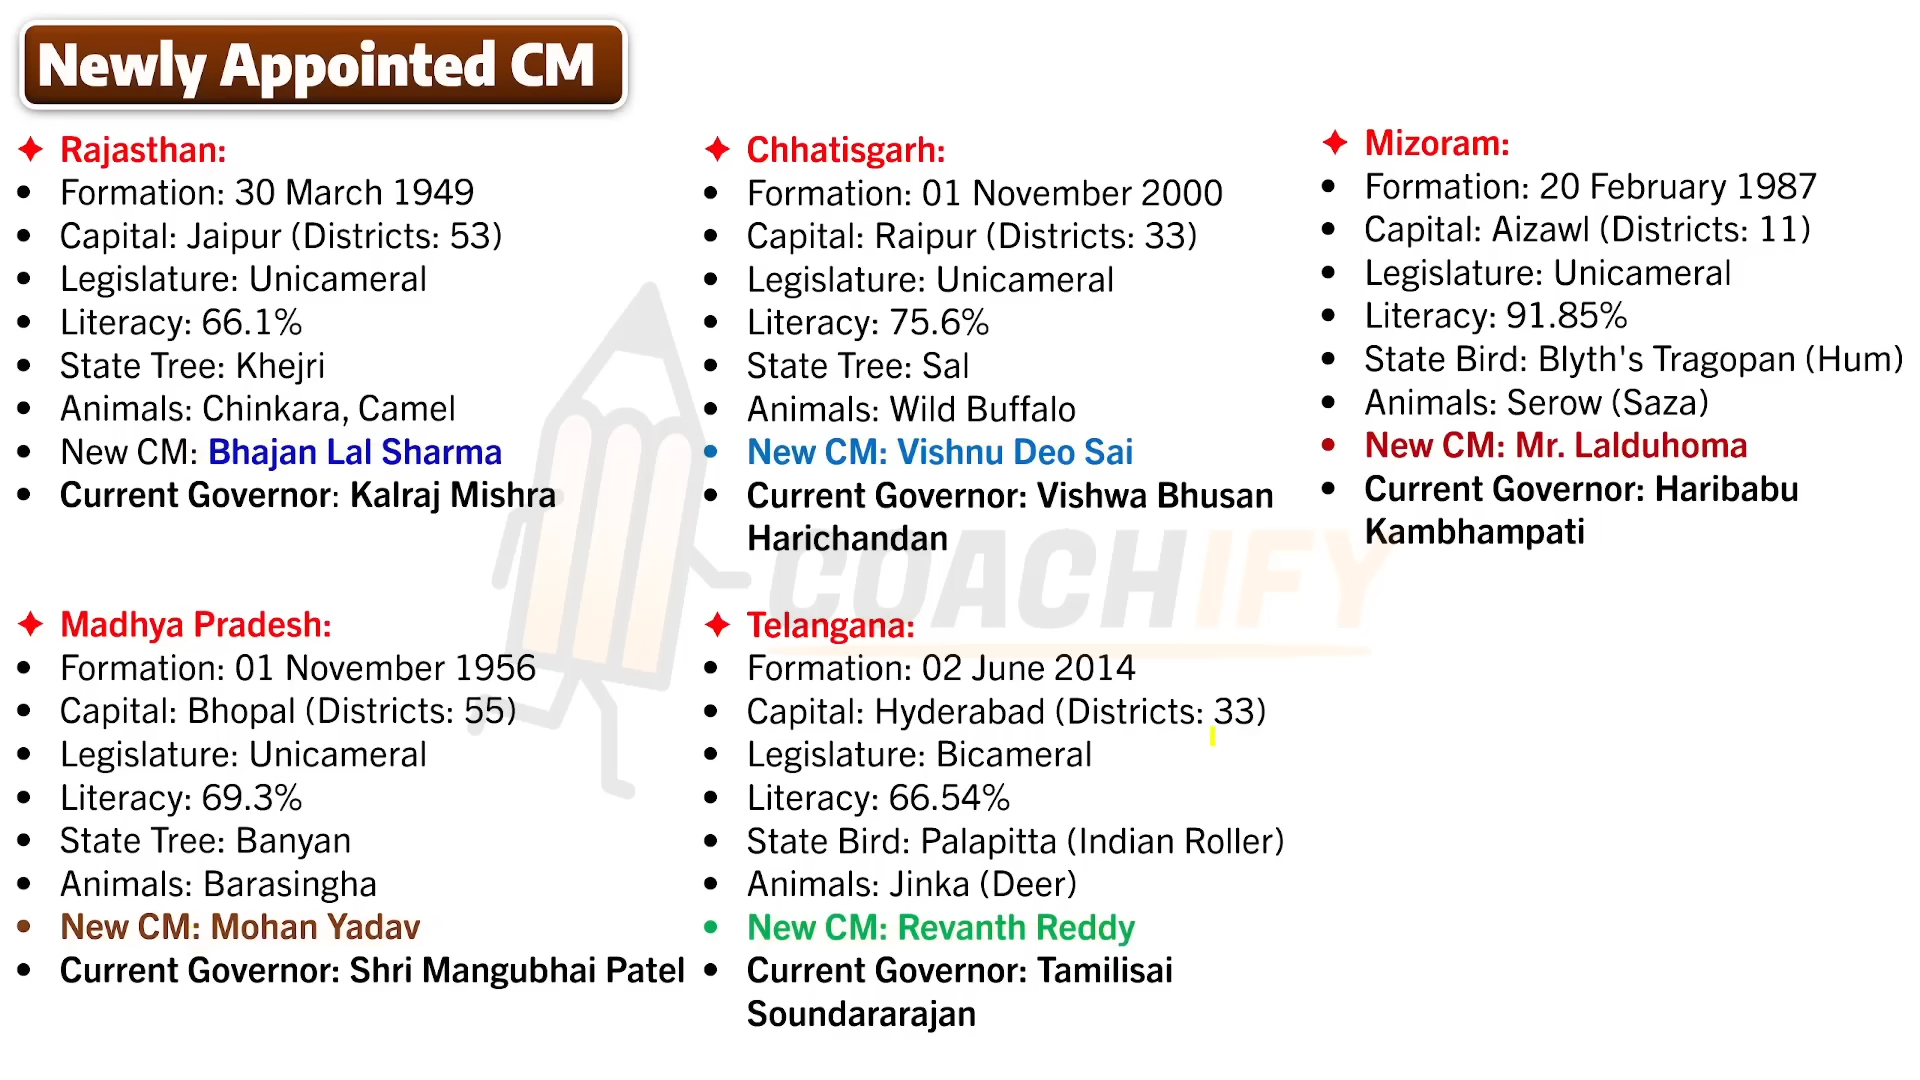 Newly Appointed CM
✦ Rajasthan:
• Formation: 30 March 1949
• Capital: Jaipur (Districts: 53)
• Legislature: Unicameral
• Literacy: 66.1%
• State Tree: Khejri
• Animals: Chinkara, Camel
• New CM: Bhajan Lal Sharma
• Current Governor: Kalraj Mishra
✦ Chhatisgarh:
• Formation: 01 November 2000
• Capital: Raipur (Districts: 33)
• Legislature: Unicameral
• Literacy: 75.6%
• State Tree: Sal
• Animals: Wild Buffalo
• New CM: Vishnu Deo Sai
• Current Governor: Vishwa Bhusan
Harichandan
✦ Mizoram:
• Formation: 20 February 1987
• Capital: Aizawl (Districts: 11)
• Legislature: Unicameral
• Literacy: 91.85%
• State Bird: Blyth's Tragopan (Hum)
• Animals: Serow (Saza)
• New CM: Mr. Lalduhoma
• Current Governor: Haribabu
Kambhampati
✦ Madhya Pradesh:
• Formation: 01 November 1956
• Capital: Bhopal (Districts: 55)
• Legislature: Unicameral
• Literacy: 69.3%
• State Tree: Banyan
• Animals: Barasingha
• New CM: Mohan Yadav
• Current Governor: Shri Mangubhai Patel
✦ Telangana:
• Formation: 02 June 2014
• Capital: Hyderabad (Districts: 33)
• Legislature: Bicameral
• Literacy: 66.54%
• State Bird: Palapitta (Indian Roller)
• Animals: Jinka (Deer)
• New CM: Revanth Reddy
• Current Governor: Tamilisai
Soundararajan
COACHIFY